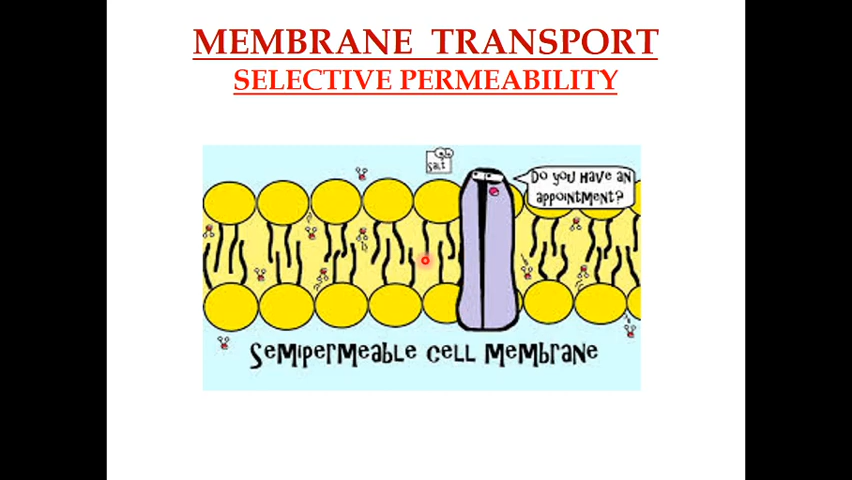 MEMBRANE TRANSPORT
SELECTIVE PERMEABILITY
Salt
Do you have an
appointment?
Semipermeable Cell Membrane